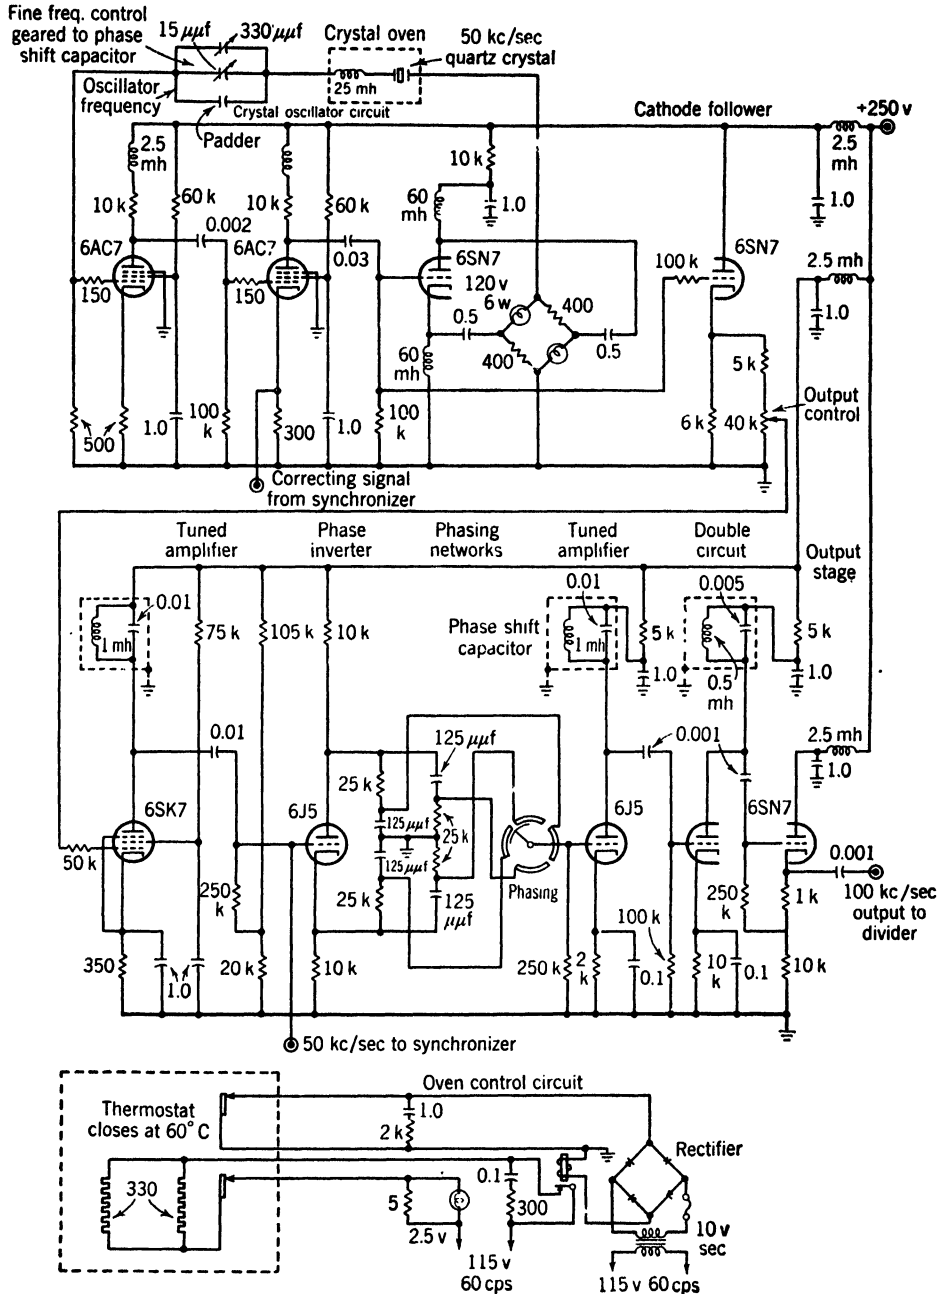 Fine freq. control
geared to phase
shift capacitor
15 μμf
330 μμf
Crystal oven
50 kc/sec
quartz crystal
25 mh
Oscillator
frequency
Crystal oscillator circuit
Padder
Cathode follower
+250 v
2.5
mh
10 k
60 k
0.002
10 k
60 k
0.03
10 k
60
mh
1.0
2.5
mh
1.0
6AC7
150
6AC7
150
6SN7
120 v
6 w
400
0.5
400
0.5
60
mh
100 k
6SN7
2.5 mh
1.0
5 k
Output
control
500
1.0
100
k
300
1.0
100
k
6 k
40 k
Correcting signal
from synchronizer
Tuned
amplifier
Phase
inverter
Phasing
networks
Tuned
amplifier
Double
circuit
Output
stage
0.01
1 mh
75 k
105 k
10 k
Phase shift
capacitor
0.01
1 mh
5 k
1.0
0.005
0.5
mh
5 k
1.0
0.01
125 μμf
25 k
125 μμf
25 k
125 μμf
25 k
125
μμf
Phasing
0.001
2.5 mh
1.0
6SK7
50 k
6J5
6J5
6SN7
0.001
100 kc/sec
output to
divider
250
k
350
1.0
20 k
10 k
250 k
2
k
0.1
100 k
10
k
0.1
250
k
1 k
10 k
50 kc/sec to synchronizer
Oven control circuit
Thermostat
closes at 60°C
1.0
2 k
Rectifier
330
5
2.5 v
0.1
300
115 v
60 cps
10 v
sec
115 v 60 cps